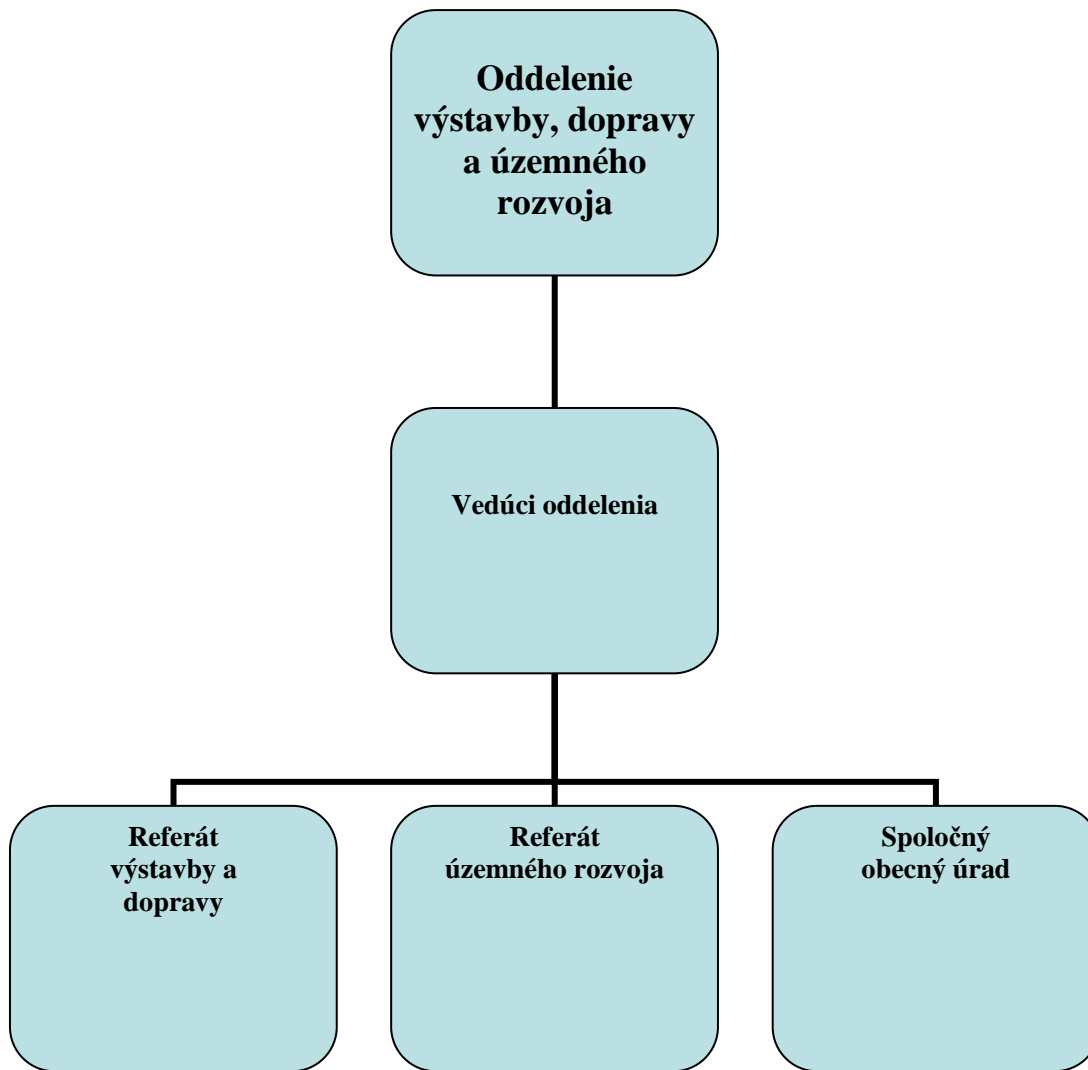 Oddelenie
výstavby, dopravy
a územného
rozvoja
Vedúci oddelenia
Referát
výstavby a
dopravy
Referát
územného rozvoja
Spoločný
obecný úrad